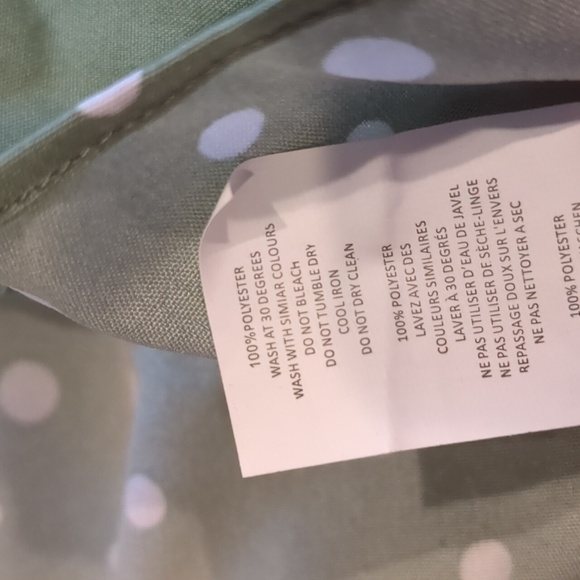 100%POLYESTER
WASH AT 30 DEGREES
WASH WITH SIMIAR COLOURS
DO NOT BLEACH
DO NOT TUMBLE DRY
COOL IRON
DO NOT DRY CLEAN
100% POLYESTER
LAVEZ AVEC DES
COULEURS SIMILAIRES
LAVER À 30 DEGRÉS
NE PAS UTILISER D'EAU DE JAVEL
NE PAS UTILISER DE SÈCHE-LINGE
REPASSAGE DOUX SUR L'ENVERS
NE PAS NETTOYER A SEC
100% POLYESTER